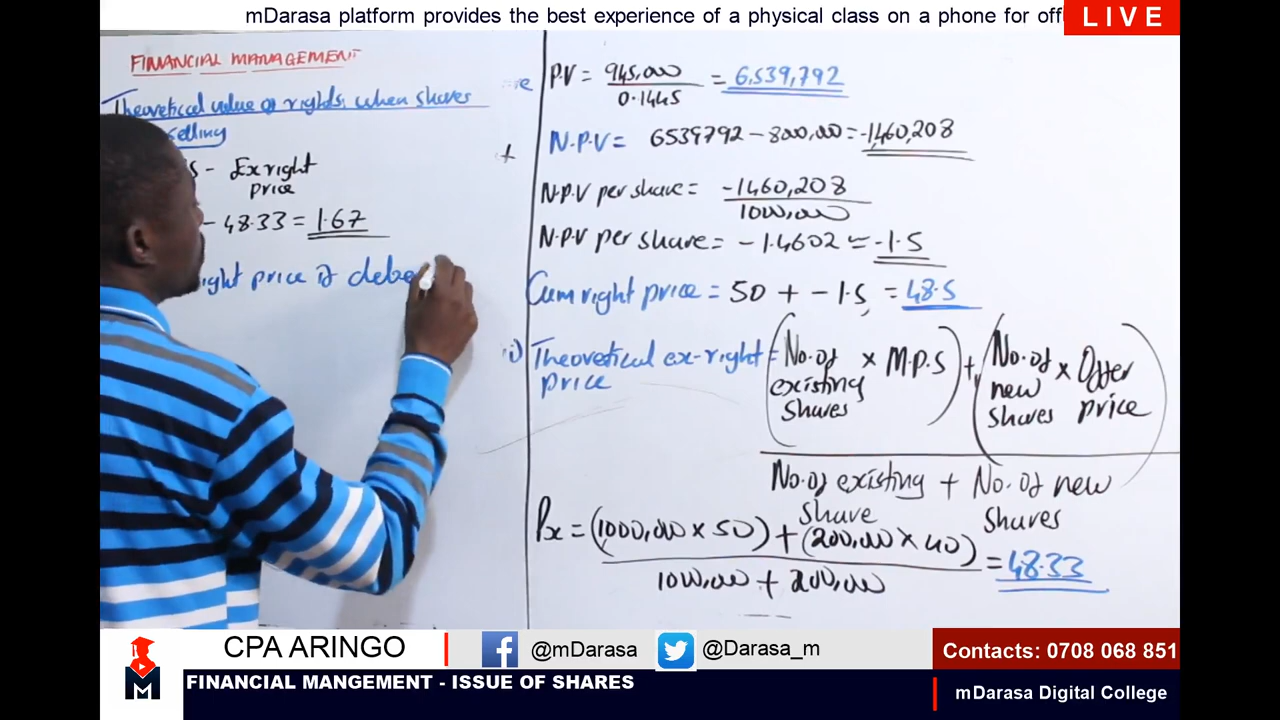 mDarasa platform provides the best experience of a physical class on a phone for off
LIVE
FINANCIAL MANAGEMENT
Theoretical value of rights when shares
selling
S - Ex right
price
- 48.33 = 1.67
ight price if debe
P.V = 945,000 / 0.1445 = 6,539,792
N.P.V = 6539792 - 800,000 = -1,460,208
N.P.V per share = -1460,208 / 1000,000
N.P.V per share = -1.4602 ≈ -1.5
Cum right price = 50 + -1.5 = 48.5
Theoretical ex-right price = (No. of existing shares × M.P.S) + (No. of new shares × Offer price)
No. of existing share + No. of new shares
Px = (1000,000 × 50) + (200,000 × 40) / 1000,000 + 200,000 = 48.33
CPA ARINGO
@mDarasa
@Darasa_m
Contacts: 0708 068 851
FINANCIAL MANGEMENT - ISSUE OF SHARES
mDarasa Digital College